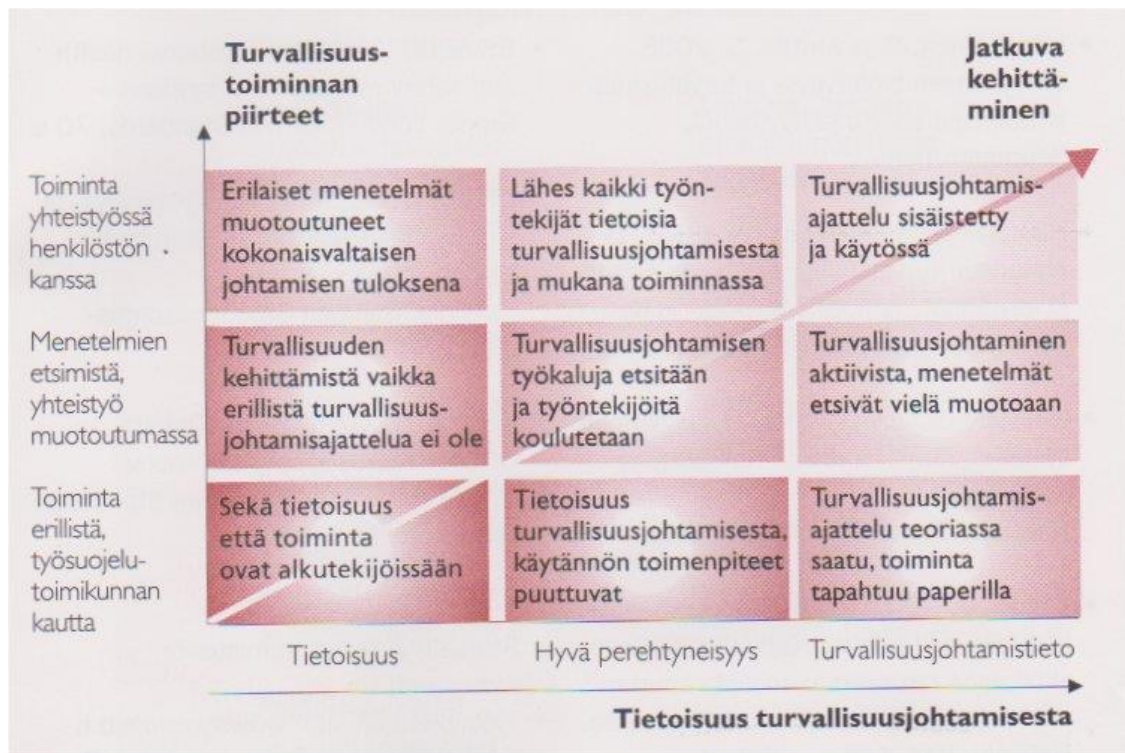 Turvallisuus-
toiminnan
piirteet
Jatkuva
kehittä-
minen
Toiminta
yhteistyössä
henkilöstön
kanssa
Erilaiset menetelmät
muotoutuneet
kokonaisvaltaisen
johtamisen tuloksena
Lähes kaikki työn-
tekijät tietoisia
turvallisuusjohtamisesta
ja mukana toiminnassa
Turvallisuusjohtamis-
ajattelu sisäistetty
ja käytössä
Menetelmien
etsimistä,
yhteistyö
muotoutumassa
Turvallisuuden
kehittämistä vaikka
erillistä turvallisuus-
johtamisajattelua ei ole
Turvallisuusjohtamisen
työkaluja etsitään
ja työntekijöitä
koulutetaan
Turvallisuusjohtaminen
aktiivista, menetelmät
etsivät vielä muotoaan
Toiminta
erillistä,
työsuojelu-
toimikunnan
kautta
Sekä tietoisuus
että toiminta
ovat alkutekijöissään
Tietoisuus
turvallisuusjohtamisesta,
käytännön toimenpiteet
puuttuvat
Turvallisuusjohtamis-
ajattelu teoriassa
saatu, toiminta
tapahtuu paperilla
Tietoisuus
Hyvä perehtyneisyys
Turvallisuusjohtamistieto
Tietoisuus turvallisuusjohtamisesta